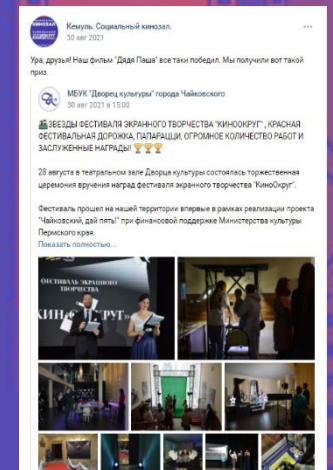 Кемуль. Социальный кинозал.
30 авг 2021
Ура, друзья! Наш фильм "Дядя Паша" все таки победил. Мы получили вот такой
приз.
МБУК "Дворец культуры" города Чайковского
30 авг 2021 в 15:00
ЗВЕЗДЫ ФЕСТИВАЛЯ ЭКРАННОГО ТВОРЧЕСТВА "КИНООКРУГ", КРАСНАЯ
ФЕСТИВАЛЬНАЯ ДОРОЖКА, ПАПАРАЦЦИ, ОГРОМНОЕ КОЛИЧЕСТВО РАБОТ И
ЗАСЛУЖЕННЫЕ НАГРАДЫ! 🏆🏆🏆
28 августа в театральном зале Дворца культуры состоялась торжественная
церемония вручения наград фестиваля экранного творчества "КиноОкруг".
Фестиваль прошел на нашей территории впервые в рамках реализации проекта
"Чайковский, дай пять!" при финансовой поддержке Министерства культуры
Пермского края.
Показать полностью...
ФЕСТИВАЛЬ ЭКРАННОГО
ТВОРЧЕСТВА